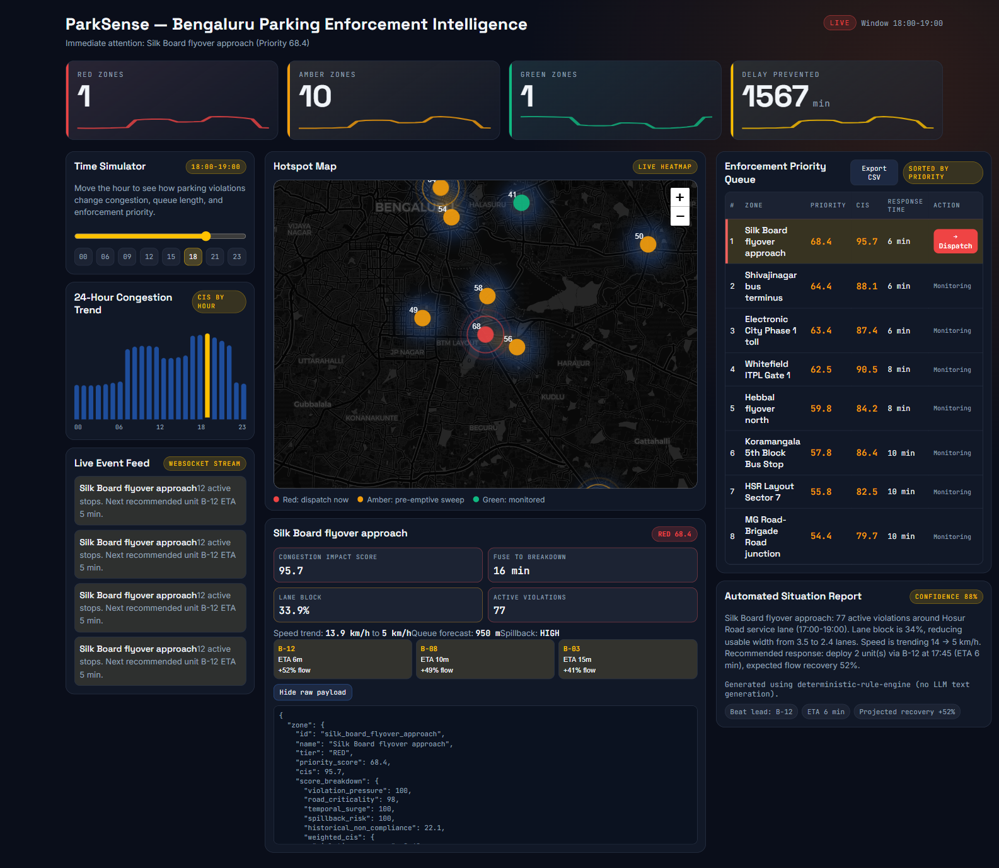 ParkSense — Bengaluru Parking Enforcement Intelligence
LIVE Window 18:00-19:00
Immediate attention: Silk Board flyover approach (Priority 68.4)
RED ZONES
1
AMBER ZONES
10
GREEN ZONES
1
DELAY PREVENTED
1567 min
Time Simulator
18:00-19:00
Move the hour to see how parking violations
change congestion, queue length, and
enforcement priority.
00 06 09 12 15 18 21 23
24-Hour Congestion
Trend
CIS BY
HOUR
00 06 12 18 23
Live Event Feed
WEBSOCKET STREAM
Silk Board flyover approach12 active
stops. Next recommended unit B-12 ETA
5 min.
Silk Board flyover approach12 active
stops. Next recommended unit B-12 ETA
5 min.
Silk Board flyover approach12 active
stops. Next recommended unit B-12 ETA
5 min.
Silk Board flyover approach12 active
stops. Next recommended unit B-12 ETA
5 min.
Hotspot Map
LIVE HEATMAP
+
−
41
BENGALURU
HALASURU
54
VIJAYA
NAGAR
50
58
49
68
56
BTM LAYOUT
JP NAGAR
UTTARAHALLI
HARALUR
KUDLU
Gubbalala
KONANAKUNTE
BEGURU
Gattahalli
Red: dispatch now
Amber: pre-emptive sweep
Green: monitored
Silk Board flyover approach
RED 68.4
CONGESTION IMPACT SCORE
95.7
FUSE TO BREAKDOWN
16 min
LANE BLOCK
33.9%
ACTIVE VIOLATIONS
77
Speed trend: 13.9 km/h to 5 km/hQueue forecast: 950 mSpillback: HIGH
B-12
ETA 6m
+52% flow
B-08
ETA 10m
+49% flow
B-03
ETA 15m
+41% flow
Hide raw payload
{
"zone": {
"id": "silk_board_flyover_approach",
"name": "Silk Board flyover approach",
"tier": "RED",
"priority_score": 68.4,
"cis": 95.7,
"score_breakdown": {
"violation_pressure": 100,
"road_criticality": 98,
"temporal_surge": 100,
"spillback_risk": 100,
"historical_non_compliance": 22.1,
"weighted_cis": {
Enforcement Priority
Queue
Export
CSV
SORTED BY
PRIORITY
# ZONE PRIORITY CIS RESPONSE TIME ACTION
1 Silk Board flyover approach 68.4 95.7 6 min → Dispatch
2 Shivajinagar bus terminus 64.4 88.1 6 min Monitoring
3 Electronic City Phase 1 toll 63.4 87.4 6 min Monitoring
4 Whitefield ITPL Gate 1 62.5 90.5 8 min Monitoring
5 Hebbal flyover north 59.8 84.2 8 min Monitoring
6 Koramangala 5th Block Bus Stop 57.8 86.4 10 min Monitoring
7 HSR Layout Sector 7 55.8 82.5 10 min Monitoring
8 MG Road-Brigade Road junction 54.4 79.7 10 min Monitoring
Automated Situation Report
CONFIDENCE 88%
Silk Board flyover approach: 77 active violations around Hosur
Road service lane (17:00-19:00). Lane block is 34%, reducing
usable width from 3.5 to 2.4 lanes. Speed is trending 14 → 5 km/h.
Recommended response: deploy 2 unit(s) via B-12 at 17:45 (ETA 6
min), expected flow recovery 52%.
Generated using deterministic-rule-engine (no LLM text
generation).
Beat lead: B-12
ETA 6 min
Projected recovery +52%